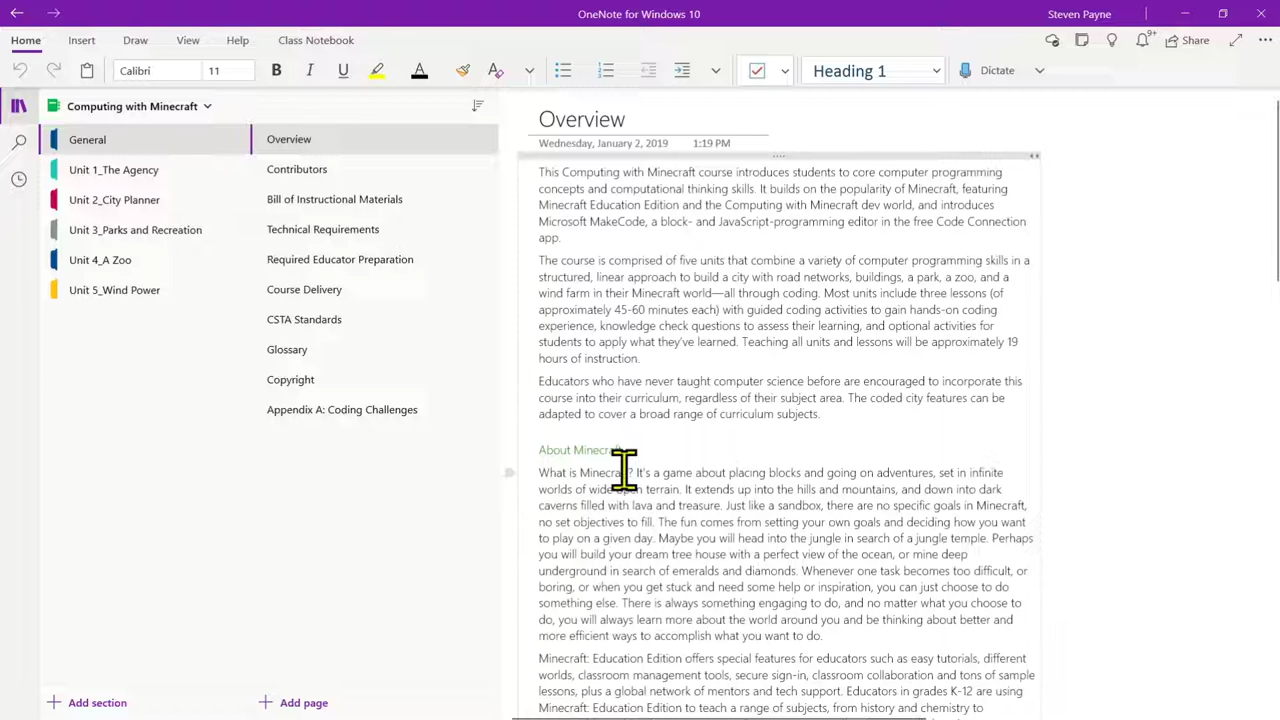 OneNote for Windows 10
Steven Payne
Home Insert Draw View Help Class Notebook
9+ Share
Calibri 11 B I U A A Heading 1 Dictate
Computing with Minecraft
General
Unit 1_The Agency
Unit 2_City Planner
Unit 3_Parks and Recreation
Unit 4_A Zoo
Unit 5_Wind Power
Add section
Overview
Contributors
Bill of Instructional Materials
Technical Requirements
Required Educator Preparation
Course Delivery
CSTA Standards
Glossary
Copyright
Appendix A: Coding Challenges
Add page
Overview
Wednesday, January 2, 2019 1:19 PM
This Computing with Minecraft course introduces students to core computer programming
concepts and computational thinking skills. It builds on the popularity of Minecraft, featuring
Minecraft Education Edition and the Computing with Minecraft dev world, and introduces
Microsoft MakeCode, a block- and JavaScript-programming editor in the free Code Connection
app.
The course is comprised of five units that combine a variety of computer programming skills in a
structured, linear approach to build a city with road networks, buildings, a park, a zoo, and a
wind farm in their Minecraft world—all through coding. Most units include three lessons (of
approximately 45-60 minutes each) with guided coding activities to gain hands-on coding
experience, knowledge check questions to assess their learning, and optional activities for
students to apply what they've learned. Teaching all units and lessons will be approximately 19
hours of instruction.
Educators who have never taught computer science before are encouraged to incorporate this
course into their curriculum, regardless of their subject area. The coded city features can be
adapted to cover a broad range of curriculum subjects.
About Minecraft
What is Minecraft? It's a game about placing blocks and going on adventures, set in infinite
worlds of wide-open terrain. It extends up into the hills and mountains, and down into dark
caverns filled with lava and treasure. Just like a sandbox, there are no specific goals in Minecraft,
no set objectives to fill. The fun comes from setting your own goals and deciding how you want
to play on a given day. Maybe you will head into the jungle in search of a jungle temple. Perhaps
you will build your dream tree house with a perfect view of the ocean, or mine deep
underground in search of emeralds and diamonds. Whenever one task becomes too difficult, or
boring, or when you get stuck and need some help or inspiration, you can just choose to do
something else. There is always something engaging to do, and no matter what you choose to
do, you will always learn more about the world around you and be thinking about better and
more efficient ways to accomplish what you want to do.
Minecraft: Education Edition offers special features for educators such as easy tutorials, different
worlds, classroom management tools, secure sign-in, classroom collaboration and tons of sample
lessons, plus a global network of mentors and tech support. Educators in grades K-12 are using
Minecraft: Education Edition to teach a range of subjects, from history and chemistry to